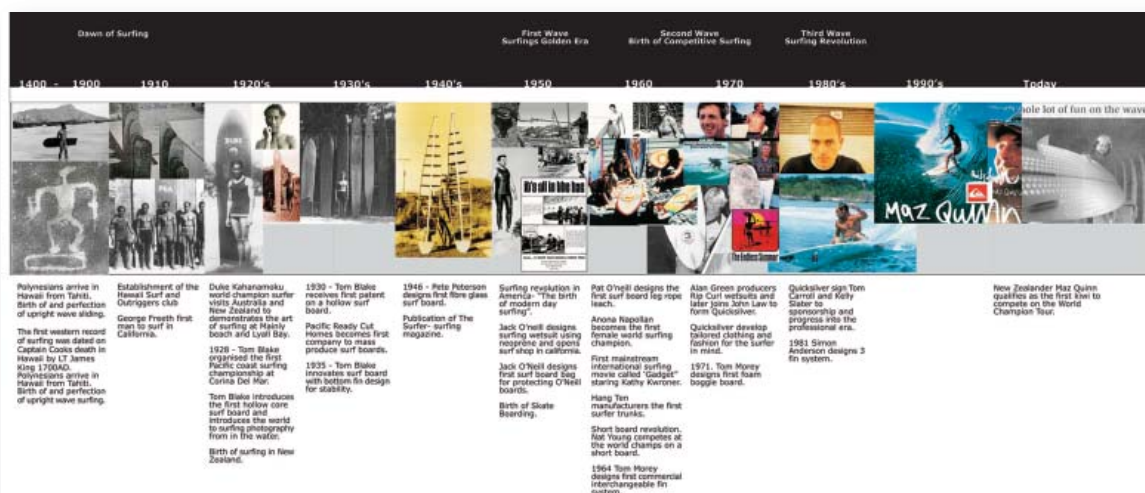 Dawn of Surfing
First Wave
Surfings Golden Era
Second Wave
Birth of Competitive Surfing
Third Wave
Surfing Revolution
1400 - 1900
1910
1920's
1930's
1940's
1950
1960
1970
1980's
1990's
Today
DUKE
It's all in the
The Endless Summer
Maz Quinn
hole lot of fun on the wave
Polynesians arrive in
Hawaii from Tahiti.
Birth of and perfection
of upright wave sliding.
The first western record
of surfing was dated on
Captain Cooks death in
Hawaii by LT James
King 1700AD.
Polynesians arrive in
Hawaii from Tahiti.
Birth of and perfection
of upright wave surfing.
Establishment of the
Hawaii Surf and
Outriggers club
George Freeth first
man to surf in
California.
Duke Kahanamoku
world champion surfer
visits Australia and
New Zealand to
demonstrates the art
of surfing at Mainly
beach and Lyall Bay.
1928 - Tom Blake
organised the first
Pacific coast surfing
championship at
Corina Del Mar.
Tom Blake introduces
the first hollow core
surf board and
introduces the world
to surfing photography
from in the water.
Birth of surfing in New
Zealand.
1930 - Tom Blake
receives first patent
on a hollow surf
board.
Pacific Ready Cut
Homes becomes first
company to mass
produce surf boards.
1935 - Tom Blake
innovates surf board
with bottom fin design
for stability.
1946 - Pete Peterson
designs first fibre glass
surf board.
Publication of The
Surfer- surfing
magazine.
Surfing revolution in
America- "The birth
of modern day
surfing".
Jack O'neill designs
surfing wetsuit using
neoprene and opens
surf shop in california.
Jack O'neill designs
first surf board bag
for protecting O'Neill
boards.
Birth of Skate
Boarding.
Pat O'neill designs the
first surf board leg rope
leach.
Anona Napollan
becomes the first
female world surfing
champion.
First mainstream
international surfing
movie called "Gadget"
staring Kathy Kwroner.
Hang Ten
manufacturers the first
surfer trunks.
Short board revolution.
Nat Young competes at
the world champs on a
short board.
1964 Tom Morey
designs first commercial
interchangeable fin
system
Alan Green producers
Rip Curl wetsuits and
later joins John Law to
form Quicksilver.
Quicksilver develop
tailored clothing and
fashion for the surfer
in mind.
1971. Tom Morey
designs first foam
boggie board.
Quicksilver sign Tom
Carroll and Kelly
Slater to
sponsorship and
progress into the
professional era.
1981 Simon
Anderson designs 3
fin system.
New Zealander Maz Quinn
qualifies as the first kiwi to
compete on the World
Champion Tour.